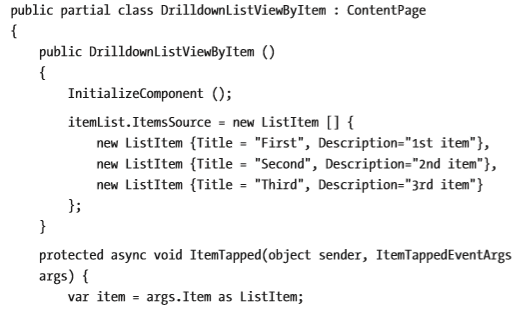 public partial class DrilldownListViewByItem : ContentPage
{
public DrilldownListViewByItem ()
{
InitializeComponent ();
itemList.ItemsSource = new ListItem [] {
new ListItem {Title = "First", Description="1st item"},
new ListItem {Title = "Second", Description="2nd item"},
new ListItem {Title = "Third", Description="3rd item"}
};
}
protected async void ItemTapped(object sender, ItemTappedEventArgs
args) {
var item = args.Item as ListItem;